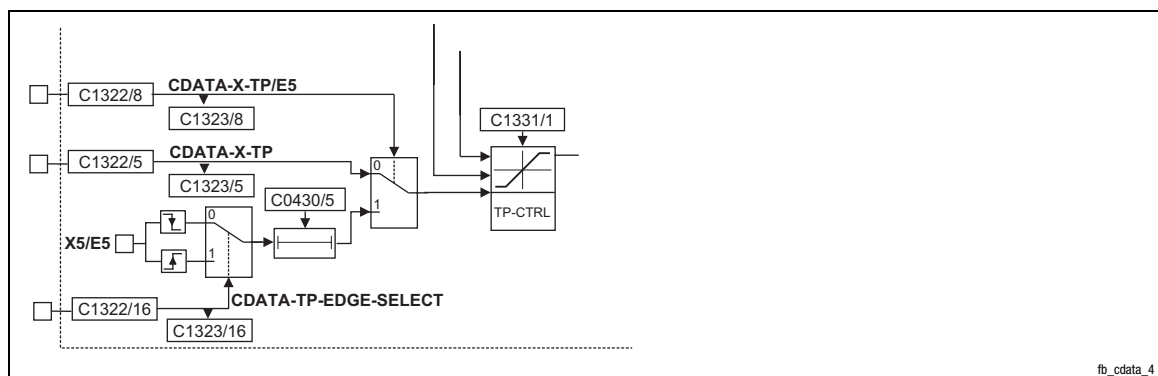 CDATA-X-TP/E5
C1322/8
C1323/8
C1331/1
CDATA-X-TP
C1322/5
C1323/5
0
1
C0430/5
TP-CTRL
0
1
X5/E5
CDATA-TP-EDGE-SELECT
C1322/16
C1323/16
fb_cdata_4